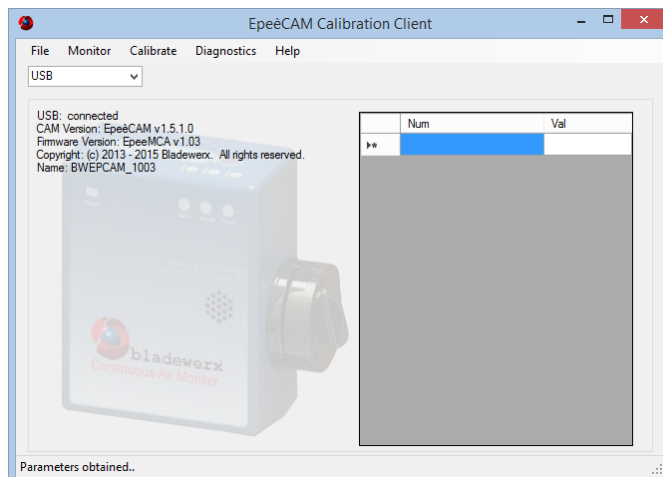 EpeèCAM Calibration Client
File Monitor Calibrate Diagnostics Help
USB
USB: connected
CAM Version: EpeèCAM v1.5.1.0
Firmware Version: EpeeMCA v1.03
Copyright: (c) 2013 - 2015 Bladewerx. All rights reserved.
Name: BWEPCAM_1003
Num Val
bladewerx
Continuous Air Monitor
Parameters obtained..